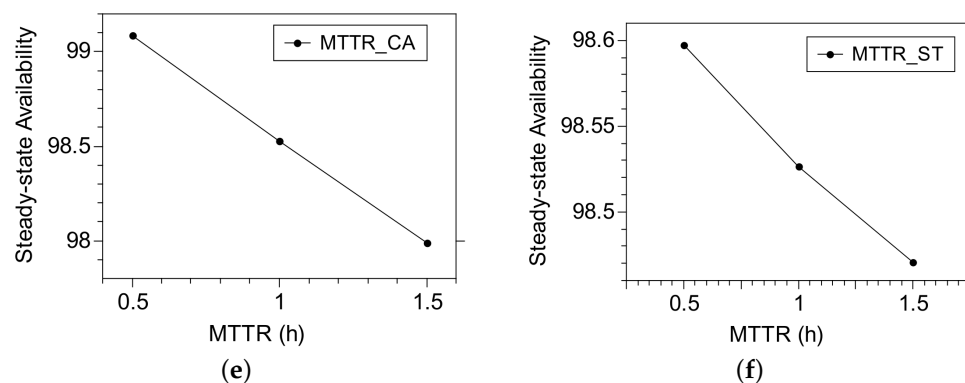 Steady-state Availability
99
98.5
98
MTTR_CA
0.5 1 1.5
MTTR (h)
(e)
Steady-state Availability
98.6
98.55
98.5
MTTR_ST
0.5 1 1.5
MTTR (h)
(f)